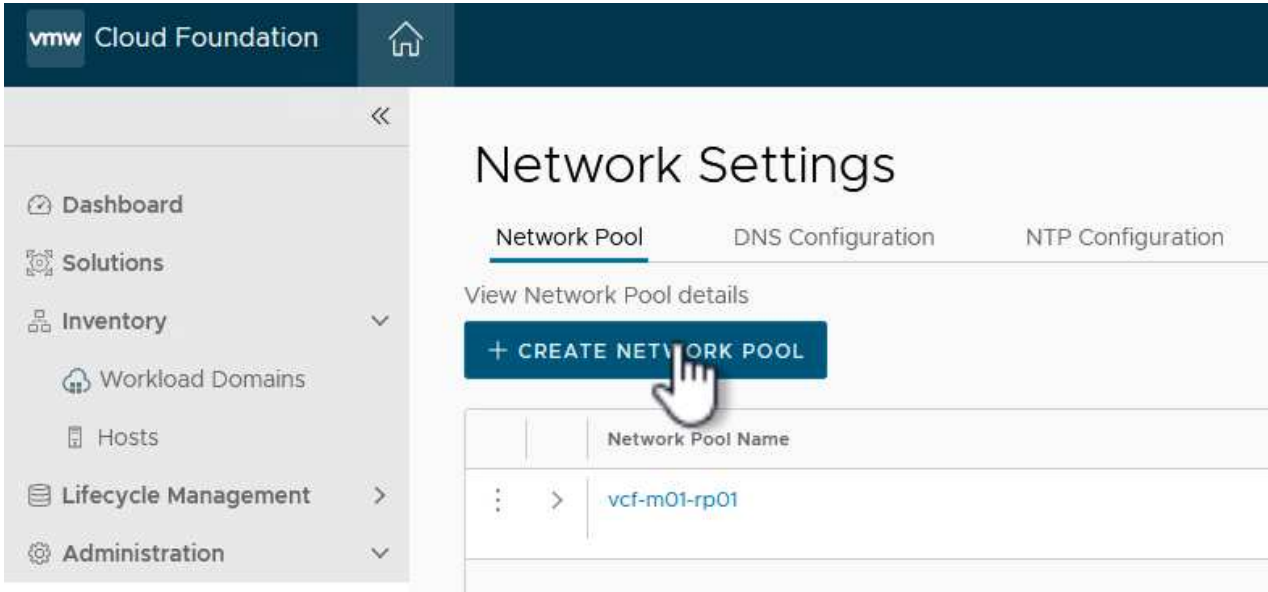 vmw Cloud Foundation
Network Settings
Dashboard
Solutions
Inventory
Workload Domains
Hosts
Lifecycle Management
Administration
Network Pool DNS Configuration NTP Configuration
View Network Pool details
+ CREATE NETWORK POOL
Network Pool Name
vcf-m01-rp01